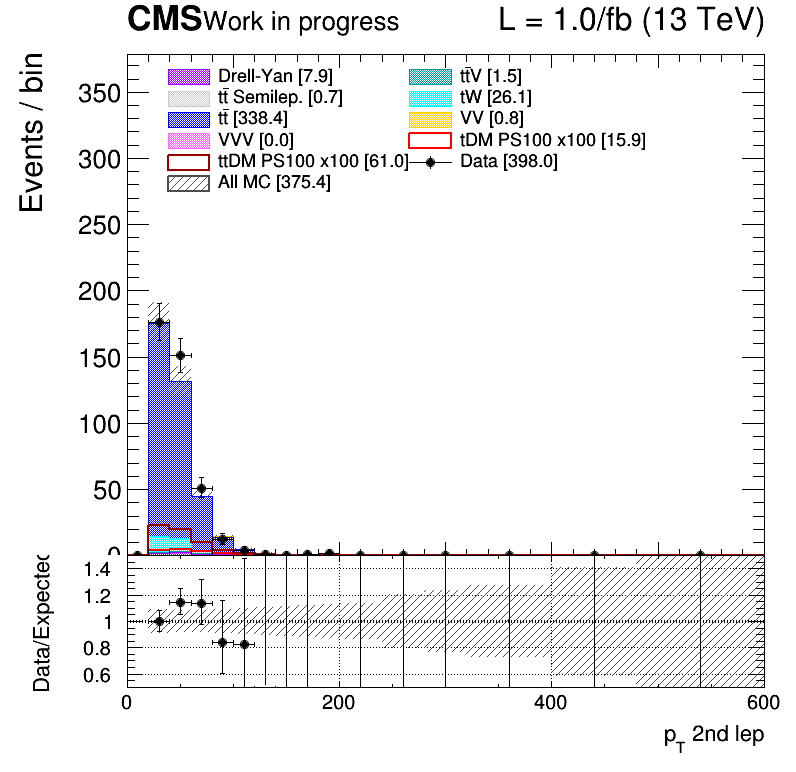 CMS Work in progress L = 1.0/fb (13 TeV)
Events / bin
350
300
250
200
150
100
50
0
Drell-Yan [7.9]
tt̄ Semilep. [0.7]
tt̄ [338.4]
VVV [0.0]
ttDM PS100 x100 [61.0]
All MC [375.4]
tt̄V [1.5]
tW [26.1]
VV [0.8]
tDM PS100 x100 [15.9]
Data [398.0]
Data/Expected
1.4
1.2
1
0.8
0.6
0 200 400 600
p_T 2nd lep